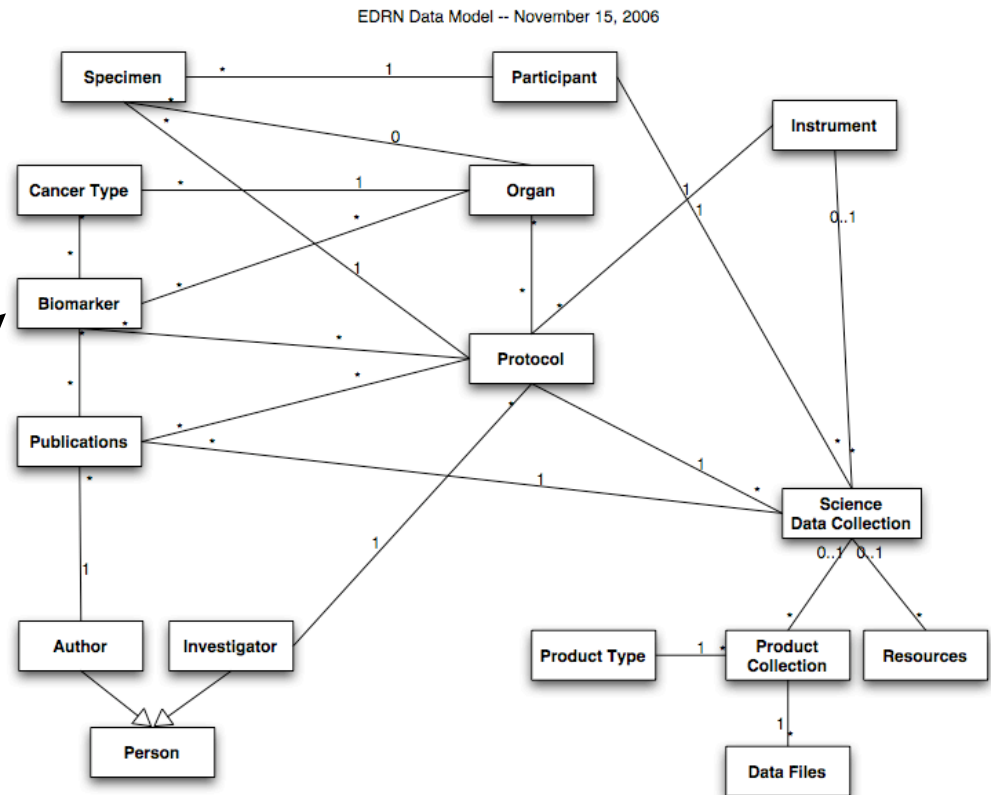 EDRN Data Model -- November 15, 2006
Specimen
*
1
Participant
*
*
0
Instrument
Cancer Type
*
1
Organ
1
1
0..1
*
*
*
*
*
1
*
*
Biomarker
*
*
*
*
Protocol
*
*
*
*
*
*
Publications
*
1
*
*
1
*
Science
Data Collection
1
0..1
0..1
1
*
*
Author
Investigator
Product Type
1
*
Product
Collection
Resources
1
*
Person
Data Files